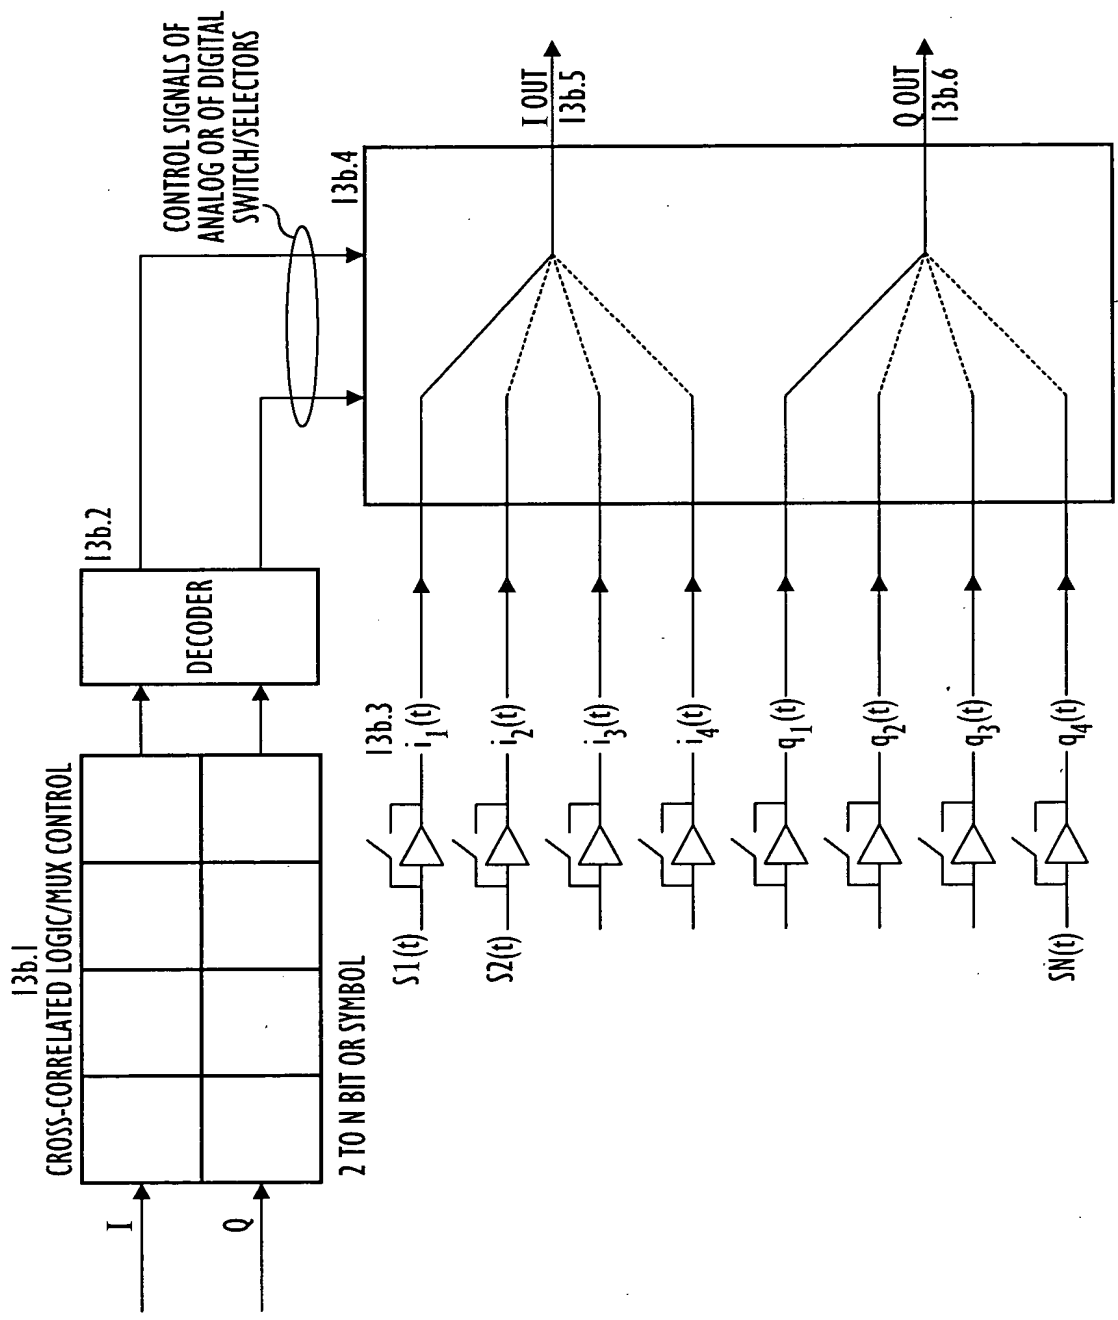 13b.1
CROSS-CORRELATED LOGIC/MUX CONTROL
I
Q
2 TO N BIT OR SYMBOL
13b.2
DECODER
CONTROL SIGNALS OF
ANALOG OR OF DIGITAL
SWITCH/SELECTORS
13b.3
13b.4
S1(t)
i1(t)
S2(t)
i2(t)
i3(t)
i4(t)
q1(t)
q2(t)
q3(t)
SN(t)
q4(t)
I OUT
13b.5
Q OUT
13b.6